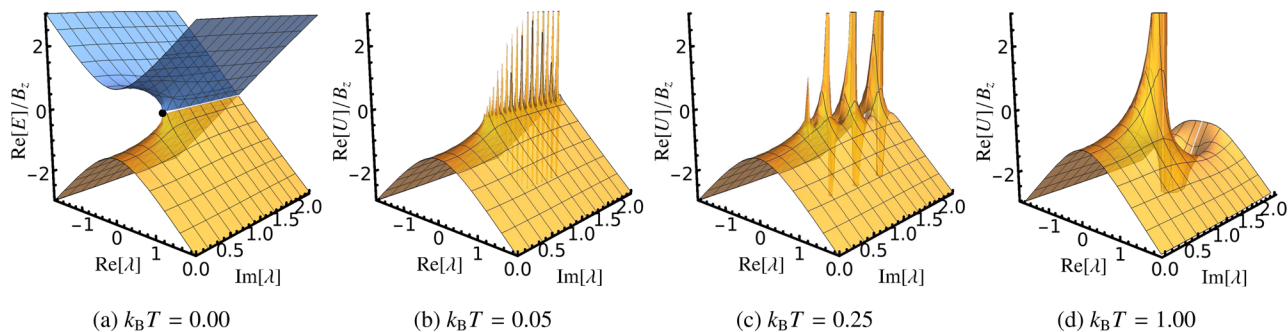 Re[E]/B_z
2
0
−2
−1
0
1
Re[λ]
0.0
0.5
1.0
1.5
2.0
Im[λ]
(a) k_BT = 0.00
Re[U]/B_z
2
0
−2
−1
0
1
Re[λ]
0.0
0.5
1.0
1.5
2.0
Im[λ]
(b) k_BT = 0.05
Re[U]/B_z
2
0
−2
−1
0
1
Re[λ]
0.0
0.5
1.0
1.5
2.0
Im[λ]
(c) k_BT = 0.25
Re[U]/B_z
2
0
−2
−1
0
1
Re[λ]
0.0
0.5
1.0
1.5
2.0
Im[λ]
(d) k_BT = 1.00